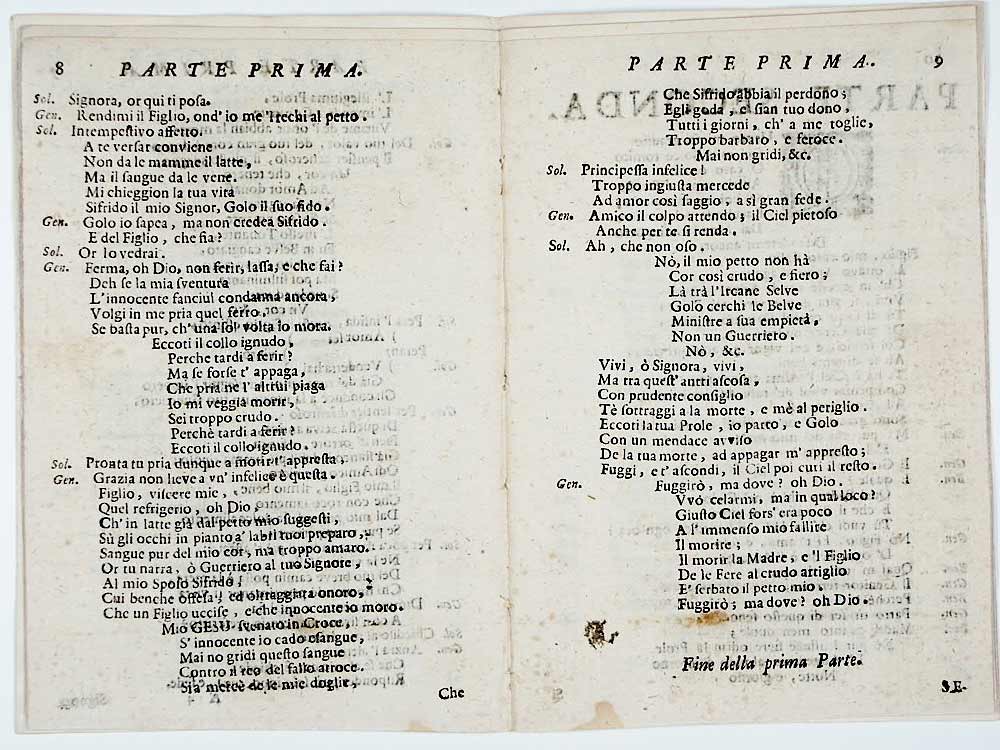 8 PARTE PRIMA.
Sol. Signora, or qui ti posa.
Gen. Rendimi il Figlio, ond' io me 'l rechi al petto.
Sol. Intempestivo affetto.
A te versar conviene
Non da le mamme il latte,
Ma il sangue da le vene.
Mi chieggion la tua vita
Sifrido il mio Signor, Golo il suo fido.
Gen. Golo io sapea, ma non credea Sifrido.
E del Figlio, che fia?
Sol. Or lo vedrai.
Gen. Ferma, oh Dio, non ferir, lassa, e che fai?
Deh se la mia sventura
L'innocente fanciul condanna ancora,
Volgi in me pria quel ferro.
Se basta pur, ch' una sol volta io mora.
Eccoti il collo ignudo,
Perche tardi a ferir?
Ma se forse t' appaga,
Che pria ne l' altrui piaga
Io mi veggia morir,
Sei troppo crudo.
Perchè tardi a ferir?
Eccoti il collo ignudo.
Sol. Pronta tu pria dunque a morir t' appresta.
Gen. Grazia non lieve a vn' infelice è questa.
Figlio, viscere mie,
Quel refrigerio, oh Dio,
Ch' in latte già dal petto mio suggesti,
Sù gli occhi in pianto a' labri tuoi preparo,
Sangue pur del mio cor, ma troppo amaro.
Or tu narra, ò Guerriero al tuo Signore,
Al mio Sposo Sifrido,
Cui benche offesa, ed oltraggiata onoro,
Che un Figlio uccise, e che innocente io moro.
Mio GESU svenato in Croce,
S' innocente io cado esangue,
Mai no gridi questo sangue
Contro il reo del fallo atroce.
Sia mercè de le mie doglie,
Che
PARTE PRIMA. 9
Che Sifrido abbia il perdono;
Egli goda, e sian tuo dono.
Tutti i giorni, ch' a me toglie,
Troppo barbaro, e feroce.
Mai non gridi, &c.
Sol. Principessa infelice!
Troppo ingiusta mercede
Ad amor così saggio, a sì gran fede.
Gen. Amico il colpo attendo; il Ciel pietoso
Anche per te si renda.
Sol. Ah, che non oso.
Nò, il mio petto non hà
Cor così crudo, e fiero;
Là trà l'Ircane Selve
Golo cerchi le Belve
Ministre a sua empietà,
Non un Guerriero.
Nò, &c.
Vivi, ò Signora, vivi,
Ma tra quest' antri ascosa,
Con prudente consiglio
Tè sottraggi a la morte, e mè al periglio.
Eccoti la tua Prole, io parto, e Golo
Con un mendace avviso
De la tua morte, ad appagar m' appresto;
Fuggi, e t' ascondi, il Ciel poi curi il resto.
Gen. Fuggirò, ma dove? oh Dio.
Vvó celarmi, ma in qual loco?
Giusto Ciel fors' era poco
A l' immenso mio fallire
Il morire;
Il morir la Madre, e 'l Figlio
De le Fere al crudo artiglio
E' serbato il petto mio.
Fuggirò; ma dove? oh Dio.
Fine della prima Parte.
SE-